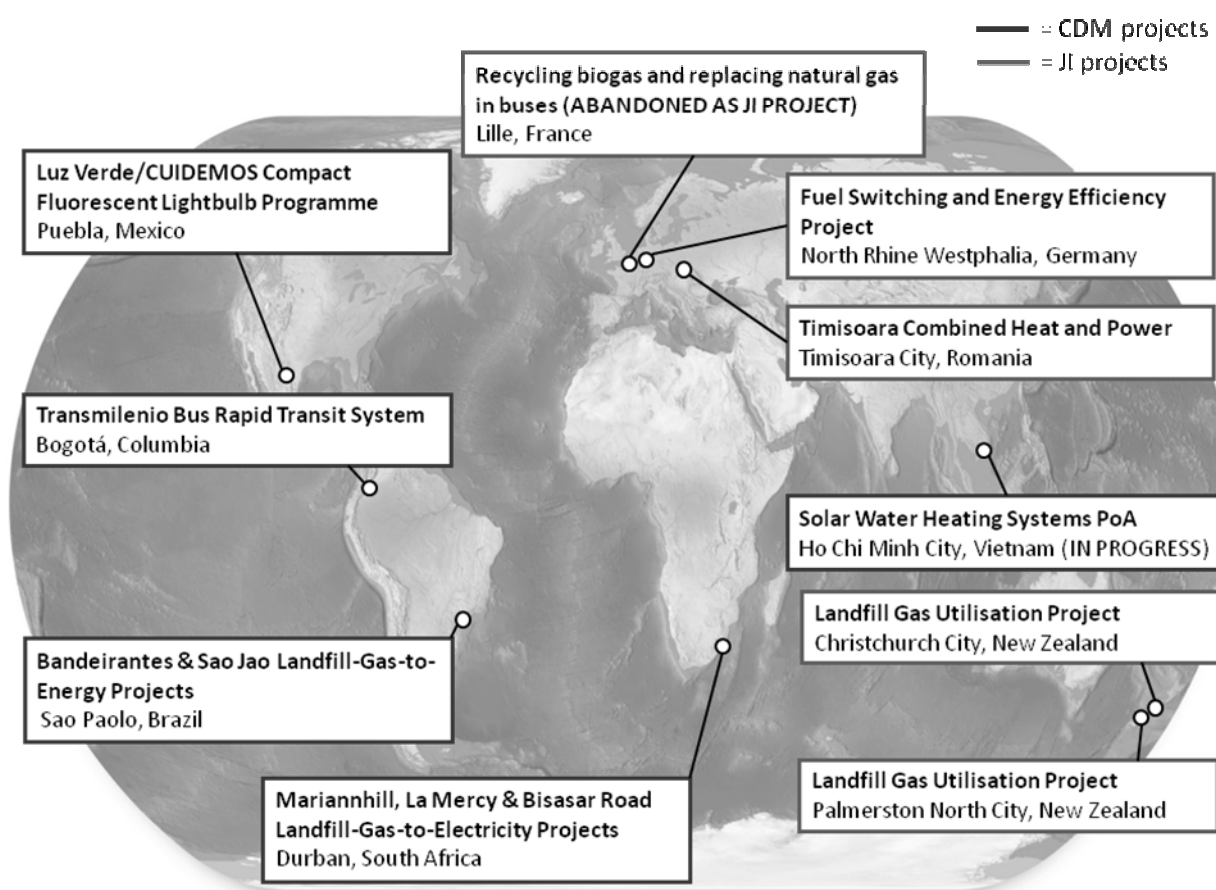 = CDM projects
= JI projects
Recycling biogas and replacing natural gas
in buses (ABANDONED AS JI PROJECT)
Lille, France
Luz Verde/CUIDEMOS Compact
Fluorescent Lightbulb Programme
Puebla, Mexico
Fuel Switching and Energy Efficiency
Project
North Rhine Westphalia, Germany
Timisoara Combined Heat and Power
Timisoara City, Romania
Transmilenio Bus Rapid Transit System
Bogotá, Columbia
Solar Water Heating Systems PoA
Ho Chi Minh City, Vietnam (IN PROGRESS)
Landfill Gas Utilisation Project
Christchurch City, New Zealand
Bandeirantes & Sao Jao Landfill-Gas-to-
Energy Projects
Sao Paolo, Brazil
Landfill Gas Utilisation Project
Palmerston North City, New Zealand
Mariannhill, La Mercy & Bisasar Road
Landfill-Gas-to-Electricity Projects
Durban, South Africa